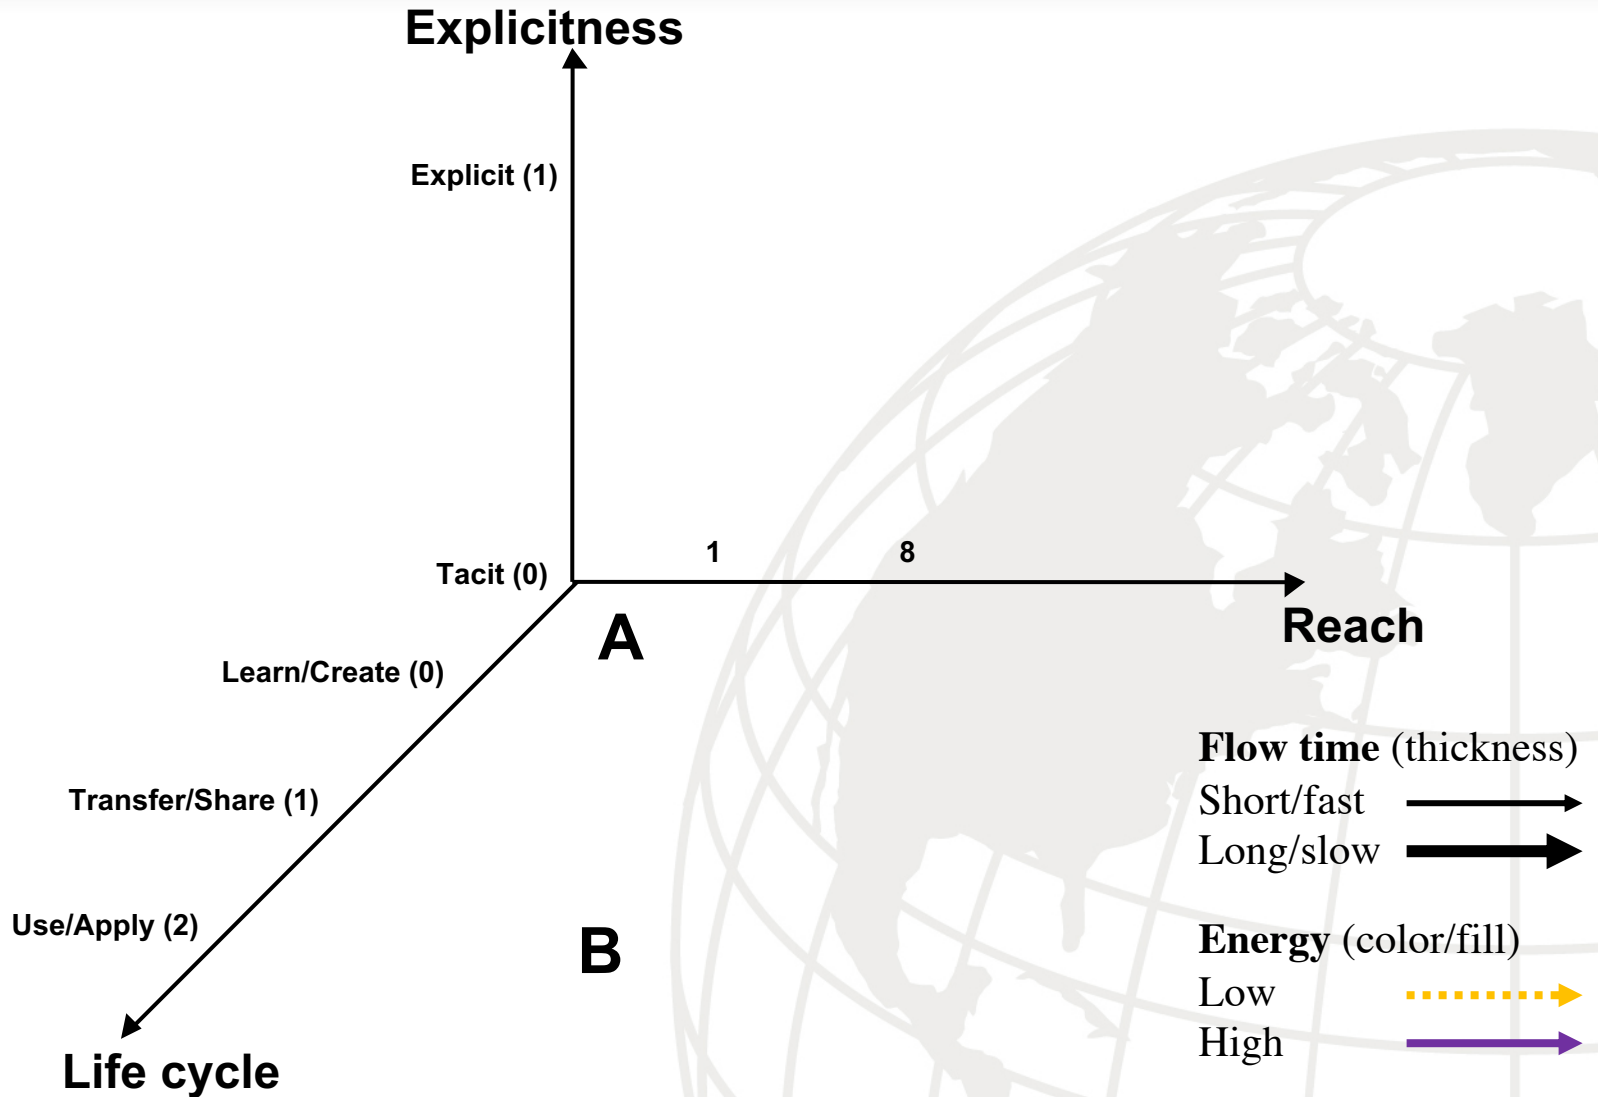 Explicitness
Explicit (1)
1 8
Tacit (0)
A
Reach
Learn/Create (0)
Flow time (thickness)
Transfer/Share (1)
Short/fast
Long/slow
Use/Apply (2)
B
Energy (color/fill)
Low
High
Life cycle